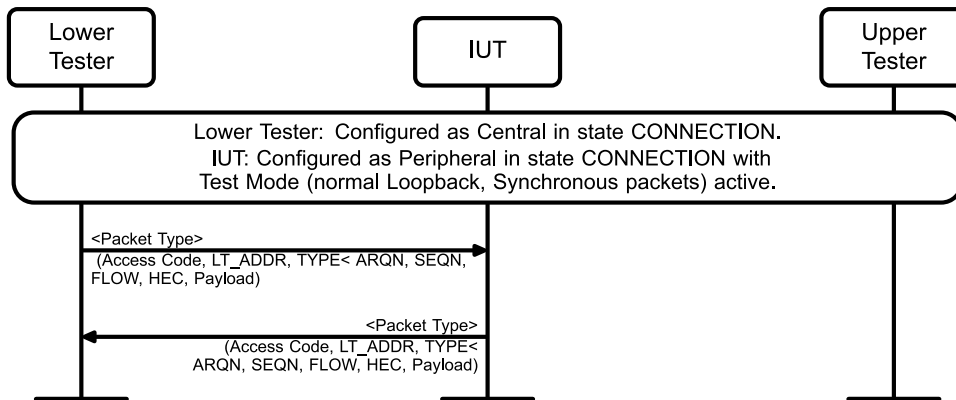 Lower
Tester
IUT
Upper
Tester
Lower Tester: Configured as Central in state CONNECTION.
IUT: Configured as Peripheral in state CONNECTION with
Test Mode (normal Loopback, Synchronous packets) active.
<Packet Type>
(Access Code, LT_ADDR, TYPE< ARQN, SEQN,
FLOW, HEC, Payload)
<Packet Type>
(Access Code, LT_ADDR, TYPE<
ARQN, SEQN, FLOW, HEC, Payload)